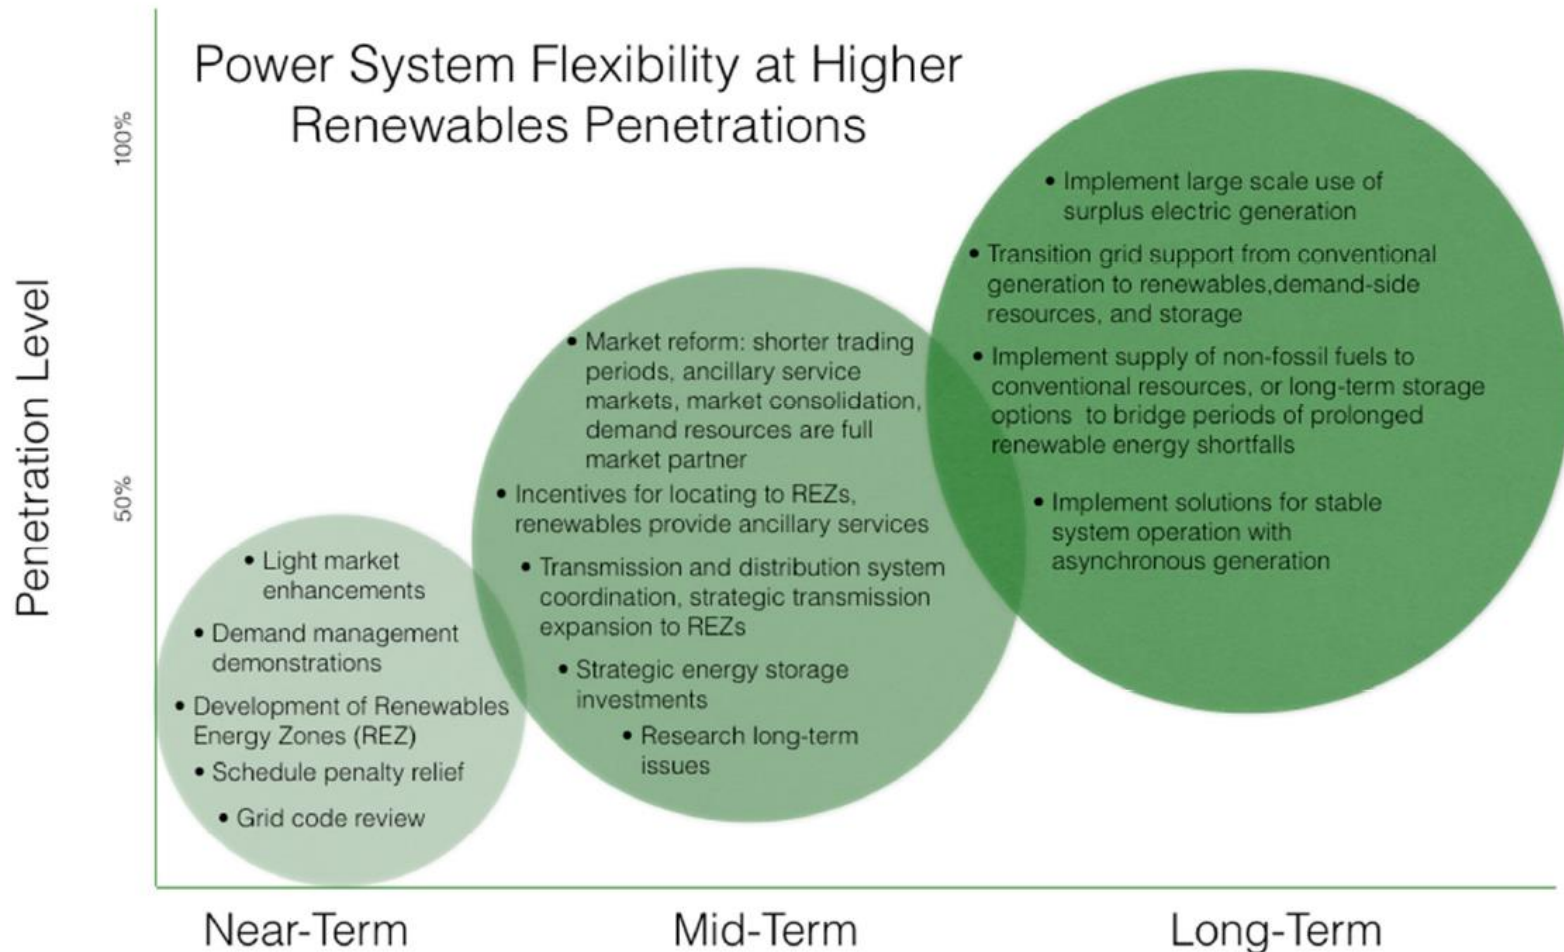 Power System Flexibility at Higher
Renewables Penetrations
Penetration Level
100%
50%
• Light market
enhancements
• Demand management
demonstrations
• Development of Renewables
Energy Zones (REZ)
• Schedule penalty relief
• Grid code review
• Market reform: shorter trading
periods, ancillary service
markets, market consolidation,
demand resources are full
market partner
• Incentives for locating to REZs,
renewables provide ancillary services
• Transmission and distribution system
coordination, strategic transmission
expansion to REZs
• Strategic energy storage
investments
• Research long-term
issues
• Implement large scale use of
surplus electric generation
• Transition grid support from conventional
generation to renewables,demand-side
resources, and storage
• Implement supply of non-fossil fuels to
conventional resources, or long-term storage
options to bridge periods of prolonged
renewable energy shortfalls
• Implement solutions for stable
system operation with
asynchronous generation
Near-Term
Mid-Term
Long-Term